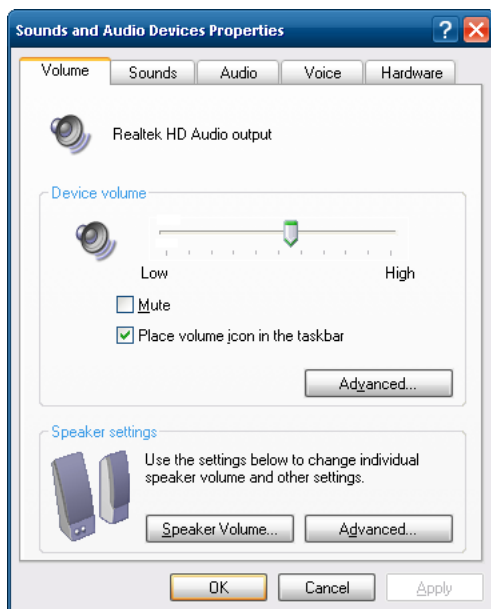 Sounds and Audio Devices Properties
Volume Sounds Audio Voice Hardware
Realtek HD Audio output
Device volume
Low High
Mute
Place volume icon in the taskbar
Advanced...
Speaker settings
Use the settings below to change individual
speaker volume and other settings.
Speaker Volume... Advanced...
OK Cancel Apply